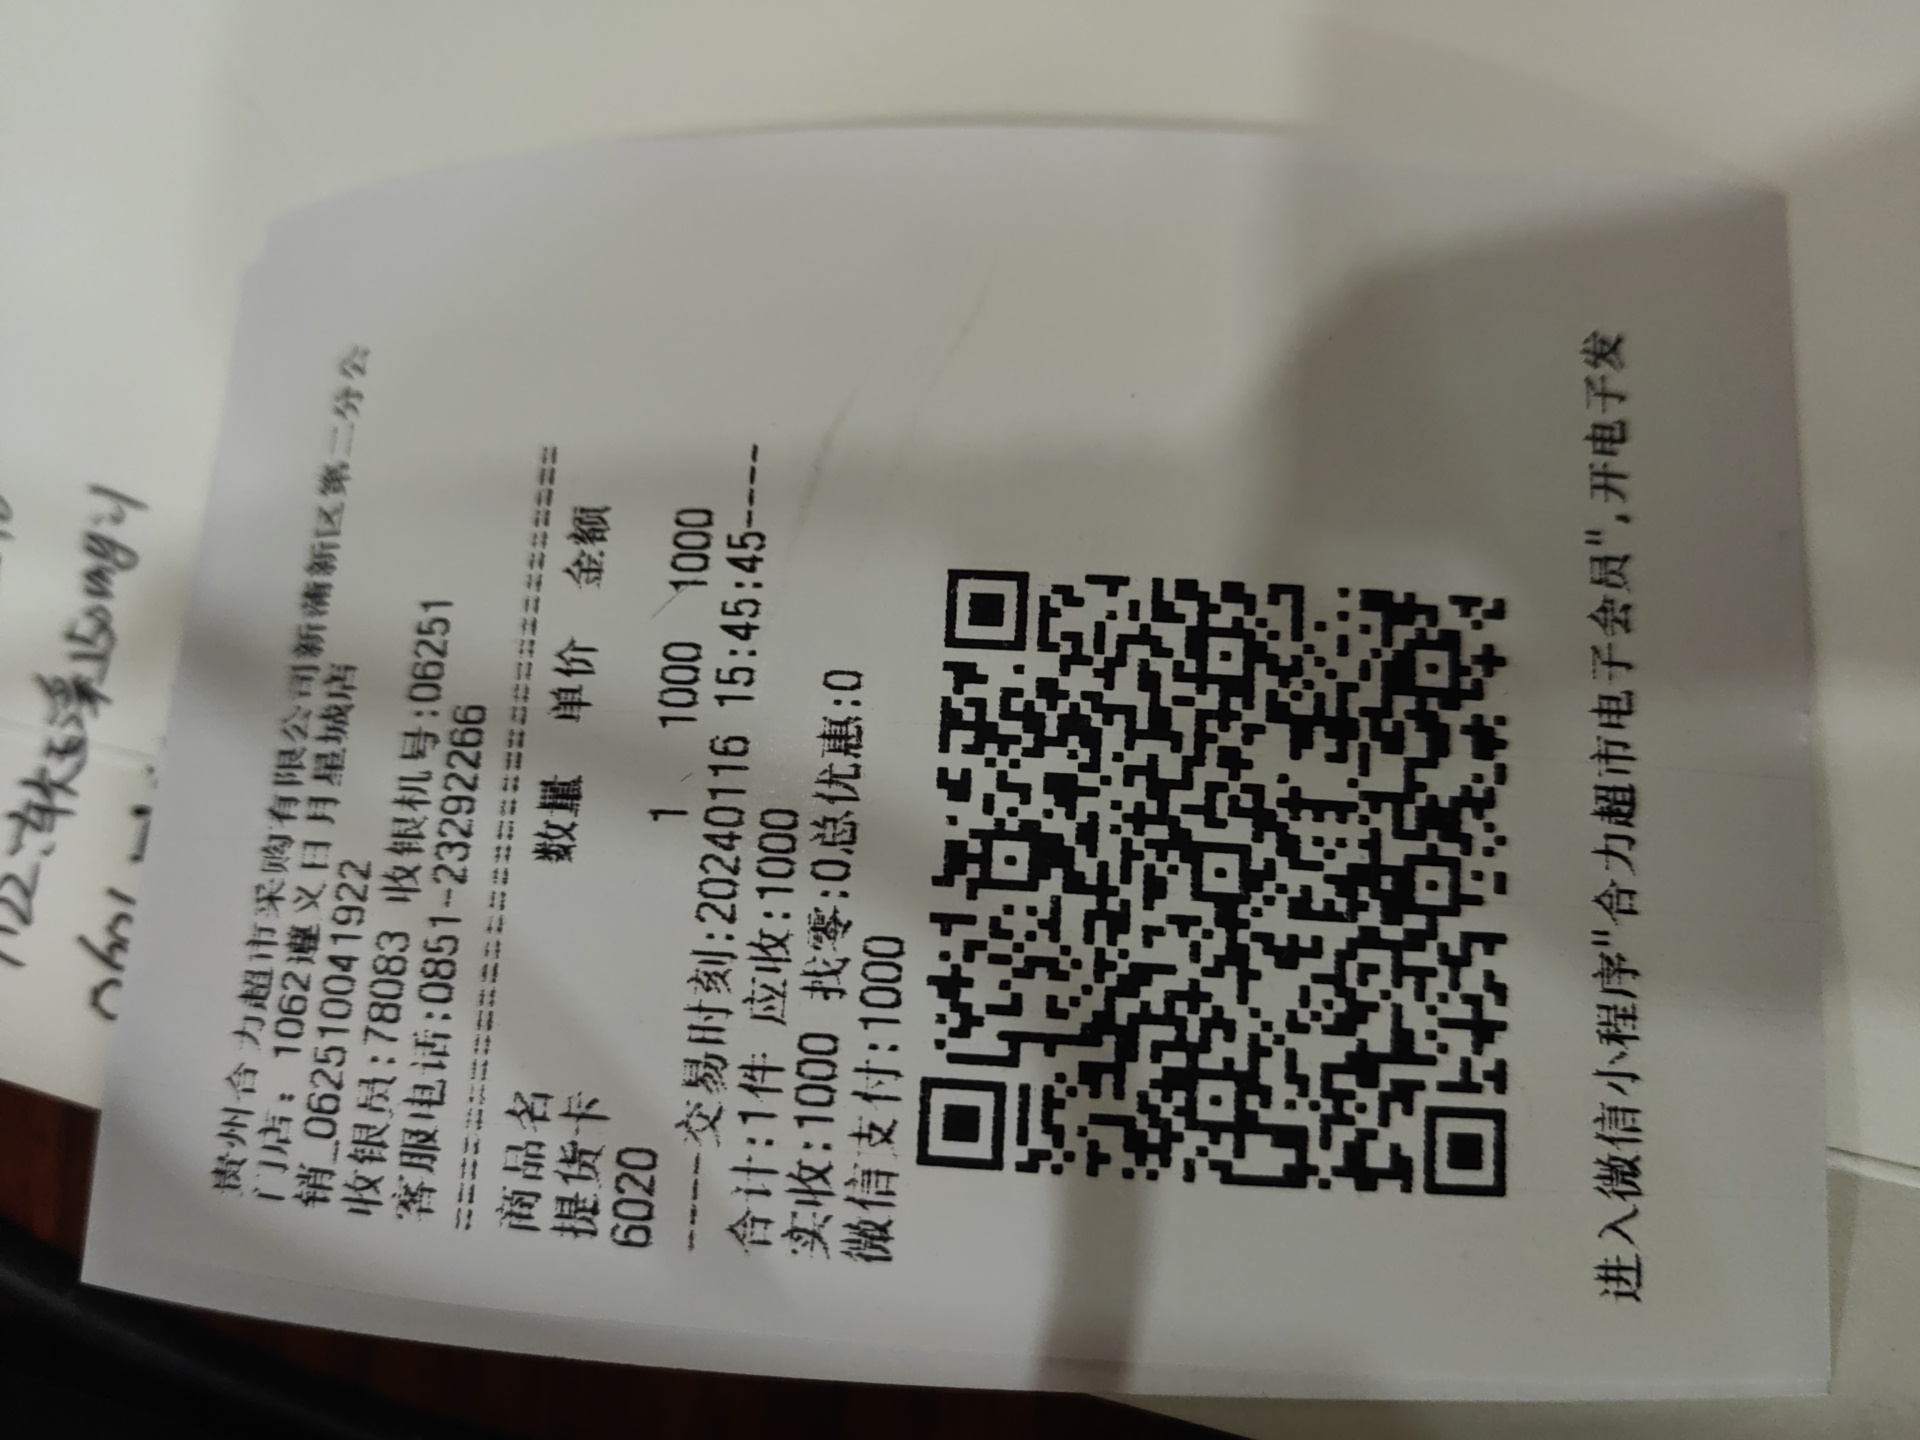 贵州合力超市采购有限公司新蒲新区第二分公
门店: 1062遵义日月星城店
销_062510041922
收银员:78083 收银机号:06251
客服电话:0851-23292266
================================
商品名 数量 单价 金额
提货卡
6020 1 1000 1000
-----交易时刻:20240116 15:45:45----
合计:1件 应收:1000
实收:1000 找零:0总优惠:0
微信支付:1000
进入微信小程序"合力超市电子会员",开电子发